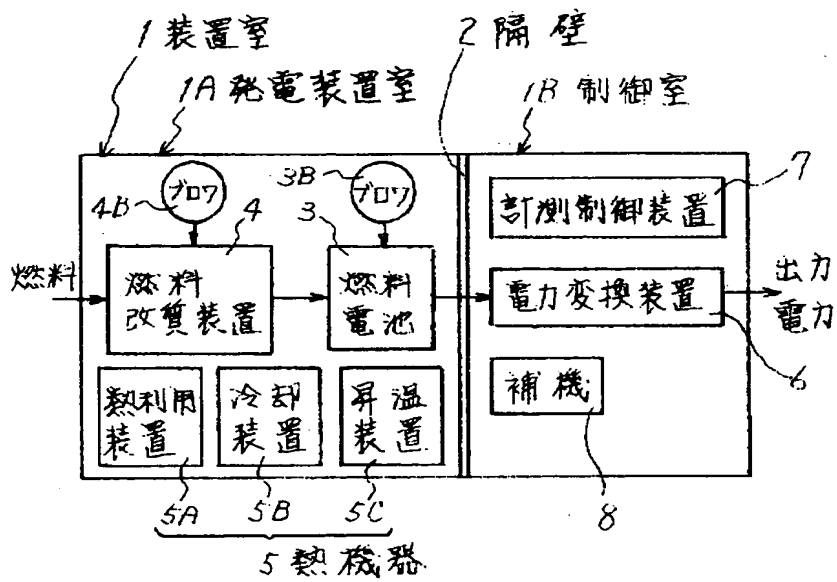 1 装置室
2 隔壁
1A 発電装置室
1B 制御室
7
3B
ブロワ
ブロワ
4B
4
3
計測制御装置
燃料
燃料
改質装置
燃料
電池
電力変換装置
出力
電力
6
熱利用
装置
冷却
装置
昇温
装置
補機
5A
5B
5C
8
5 熱機器